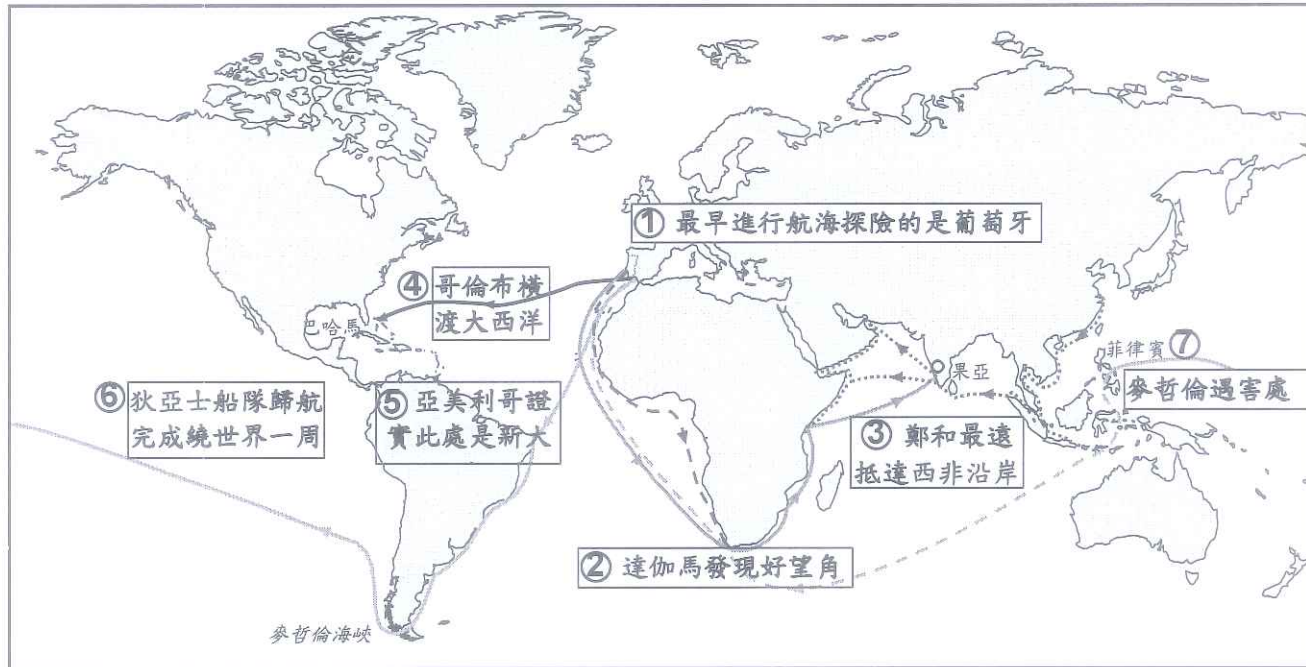 ① 最早進行航海探險的是葡萄牙
④ 哥倫布橫
渡大西洋
巴哈馬
菲律賓 ⑦
麥哲倫遇害處
果亞
⑥ 狄亞士船隊歸航
完成繞世界一周
⑤ 亞美利哥證
實此處是新大
③ 鄭和最遠
抵達西非沿岸
② 達伽馬發現好望角
麥哲倫海峽